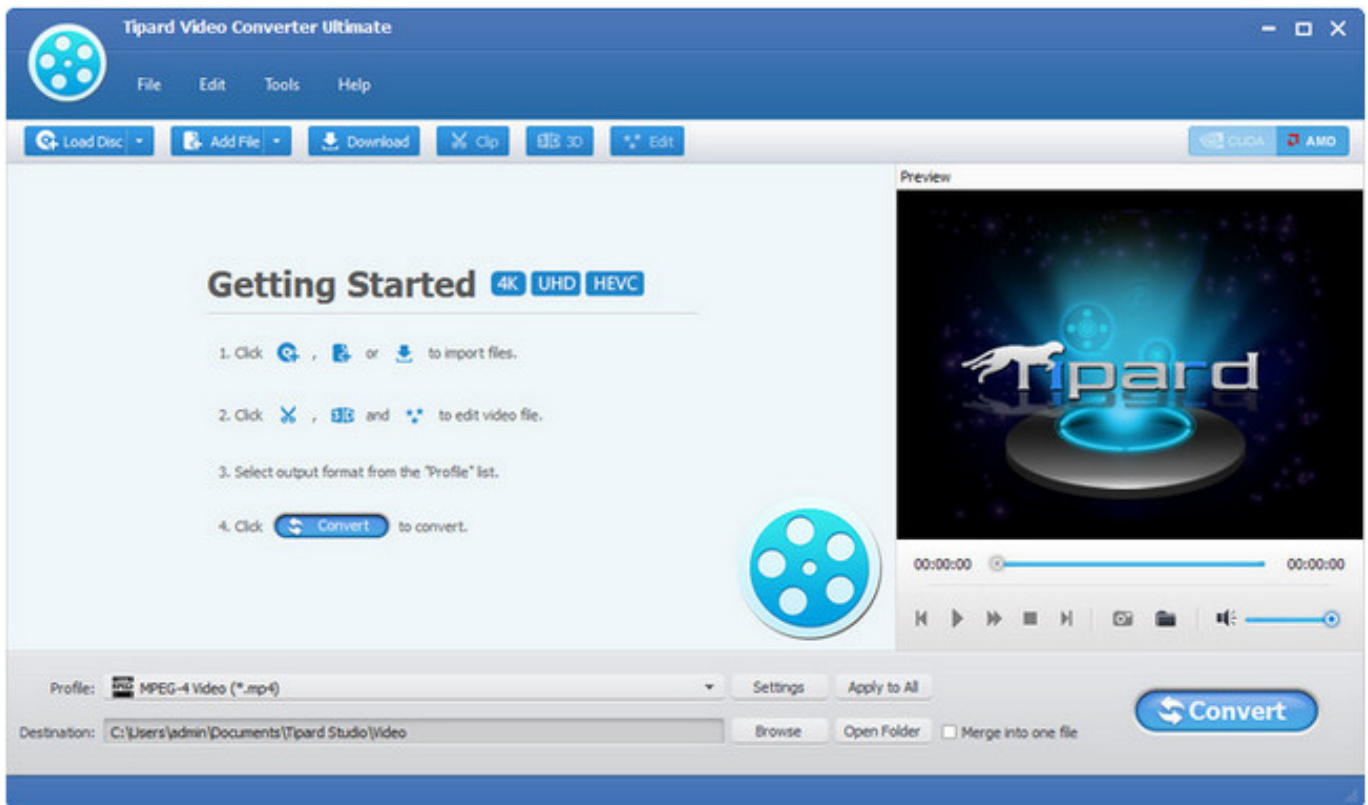 Tipard Video Converter Ultimate
File Edit Tools Help
Load Disc Add File Download Clip 3D Edit CUDA AMD
Preview
Getting Started 4K UHD HEVC
1. Click , or to import files.
2. Click , and to edit video file.
3. Select output format from the "Profile" list.
4. Click Convert to convert.
Tipard
00:00:00 00:00:00
Profile: MPEG-4 Video (*.mp4) Settings Apply to All
Convert
Destination: C:\Users\admin\Documents\Tipard Studio\Video Browse Open Folder Merge into one file